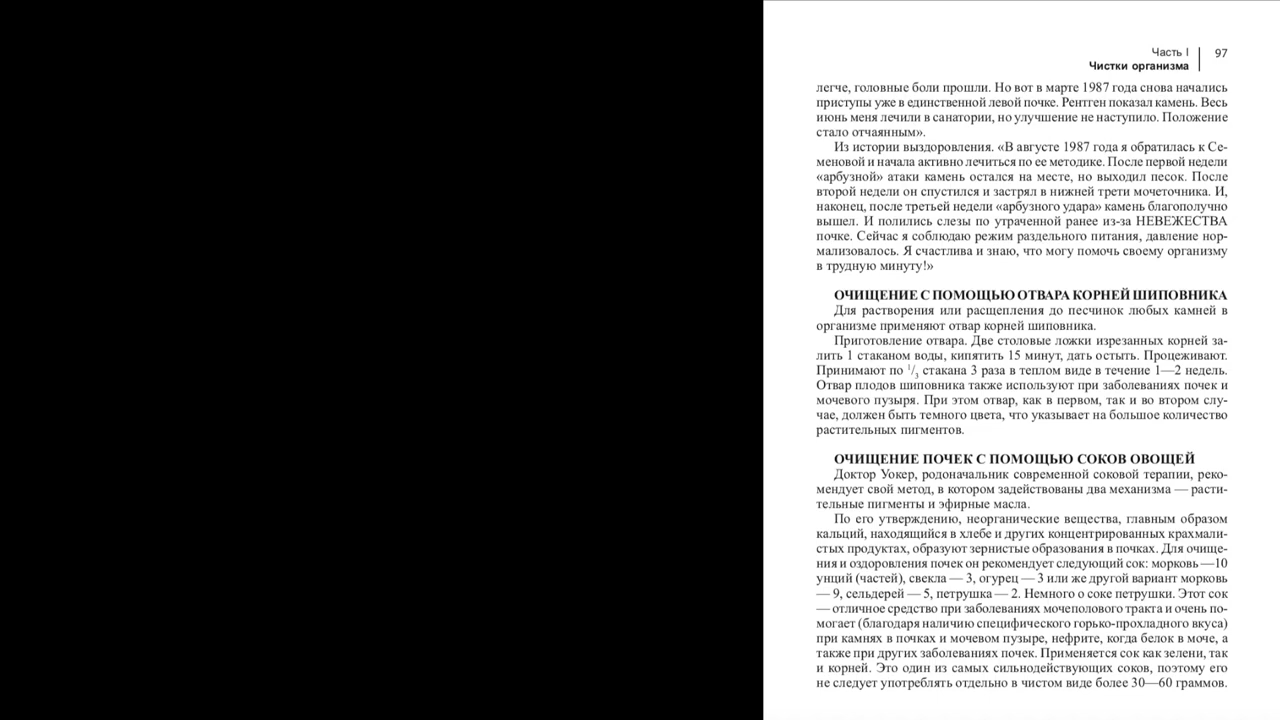 Часть I
97
Чистки организма
легче, головные боли прошли. Но вот в марте 1987 года снова начались
приступы уже в единственной левой почке. Рентген показал камень. Весь
июнь меня лечили в санатории, но улучшение не наступило. Положение
стало отчаянным».
Из истории выздоровления. «В августе 1987 года я обратилась к Се-
меновой и начала активно лечиться по ее методике. После первой недели
«арбузной» атаки камень остался на месте, но выходил песок. После
второй недели он спустился и застрял в нижней трети мочеточника. И,
наконец, после третьей недели «арбузного удара» камень благополучно
вышел. И полились слезы по утраченной ранее из-за НЕВЕЖЕСТВА
почке. Сейчас я соблюдаю режим раздельного питания, давление нор-
мализовалось. Я счастлива и знаю, что могу помочь своему организму
в трудную минуту!»
ОЧИЩЕНИЕ С ПОМОЩЬЮ ОТВАРА КОРНЕЙ ШИПОВНИКА
Для растворения или расщепления до песчинок любых камней в
организме применяют отвар корней шиповника.
Приготовление отвара. Две столовые ложки изрезанных корней за-
лить 1 стаканом воды, кипятить 15 минут, дать остыть. Процеживают.
Принимают по 1/3 стакана 3 раза в теплом виде в течение 1—2 недель.
Отвар плодов шиповника также используют при заболеваниях почек и
мочевого пузыря. При этом отвар, как в первом, так и во втором слу-
чае, должен быть темного цвета, что указывает на большое количество
растительных пигментов.
ОЧИЩЕНИЕ ПОЧЕК С ПОМОЩЬЮ СОКОВ ОВОЩЕЙ
Доктор Уокер, родоначальник современной соковой терапии, реко-
мендует свой метод, в котором задействованы два механизма — расти-
тельные пигменты и эфирные масла.
По его утверждению, неорганические вещества, главным образом
кальций, находящийся в хлебе и других концентрированных крахмали-
стых продуктах, образуют зернистые образования в почках. Для очище-
ния и оздоровления почек он рекомендует следующий сок: морковь —10
унций (частей), свекла — 3, огурец — 3 или же другой вариант морковь
— 9, сельдерей — 5, петрушка — 2. Немного о соке петрушки. Этот сок
— отличное средство при заболеваниях мочеполового тракта и очень по-
могает (благодаря наличию специфического горько-прохладного вкуса)
при камнях в почках и мочевом пузыре, нефрите, когда белок в моче, а
также при других заболеваниях почек. Применяется сок как зелени, так
и корней. Это один из самых сильнодействующих соков, поэтому его
не следует употреблять отдельно в чистом виде более 30—60 граммов.